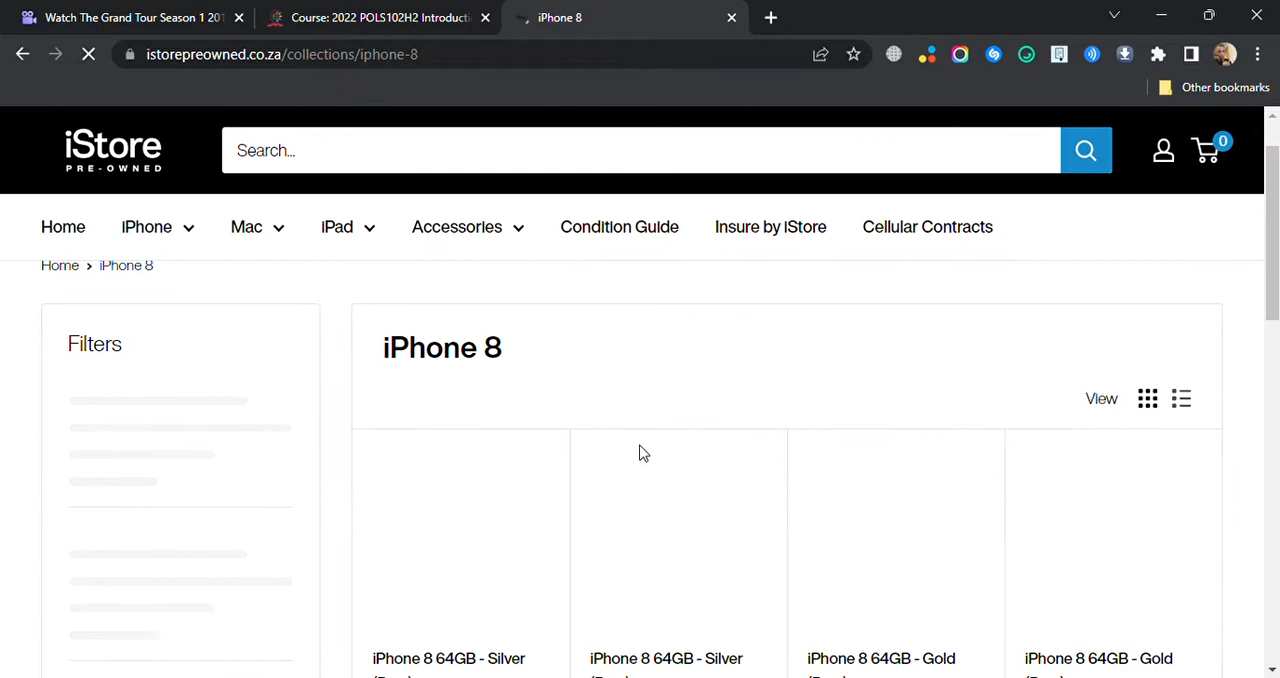 Watch The Grand Tour Season 1 201
Course: 2022 POLS102H2 Introducti
iPhone 8
istorepreowned.co.za/collections/iphone-8
Other bookmarks
iStore
PRE-OWNED
Search...
0
Home
iPhone
Mac
iPad
Accessories
Condition Guide
Insure by iStore
Cellular Contracts
Home > iPhone 8
Filters
iPhone 8
View
iPhone 8 64GB - Silver
iPhone 8 64GB - Silver
iPhone 8 64GB - Gold
iPhone 8 64GB - Gold